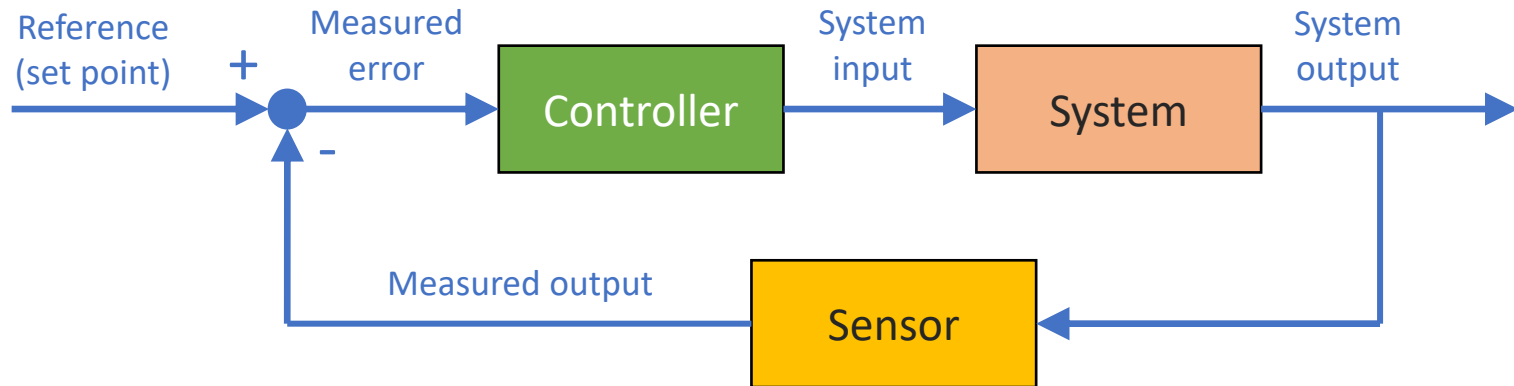 Reference
(set point)
+
Measured
error
Controller
System
input
System
System
output
-
Measured output
Sensor